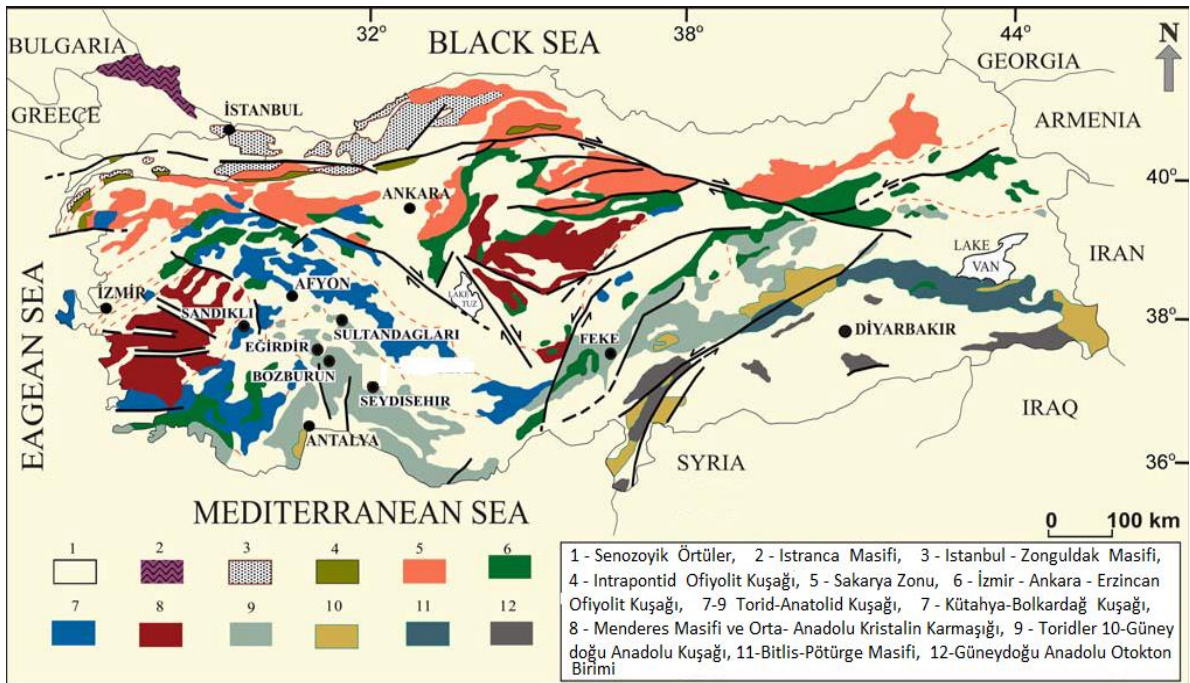 32° 38° 44°
BULGARIA
BLACK SEA
GEORGIA
N
GREECE
İSTANBUL
ARMENIA
ANKARA
40°
LAKE
VAN
IRAN
EAGEAN SEA
İZMİR
AFYON
LAKE
TUZ
SANDIKLI
SULTANDAGLARI
FEKE
DİYARBAKIR
38°
EĞİRDİR
BOZBURUN
SEYDISEHIR
IRAQ
ANTALYA
SYRIA
36°
MEDITERRANEAN SEA
0 100 km
1 2 3 4 5 6
7 8 9 10 11 12
1 - Senozoyik Örtüler, 2 - Istranca Masifi, 3 - Istanbul - Zonguldak Masifi,
4 - Intrapontid Ofiyolit Kuşağı, 5 - Sakarya Zonu, 6 - İzmir - Ankara - Erzincan
Ofiyolit Kuşağı, 7-9 Torid-Anatolid Kuşağı, 7 - Kütahya-Bolkardağ Kuşağı,
8 - Menderes Masifi ve Orta- Anadolu Kristalin Karmaşığı, 9 - Toridler 10-Güney
doğu Anadolu Kuşağı, 11-Bitlis-Pötürge Masifi, 12-Güneydoğu Anadolu Otokton
Birimi